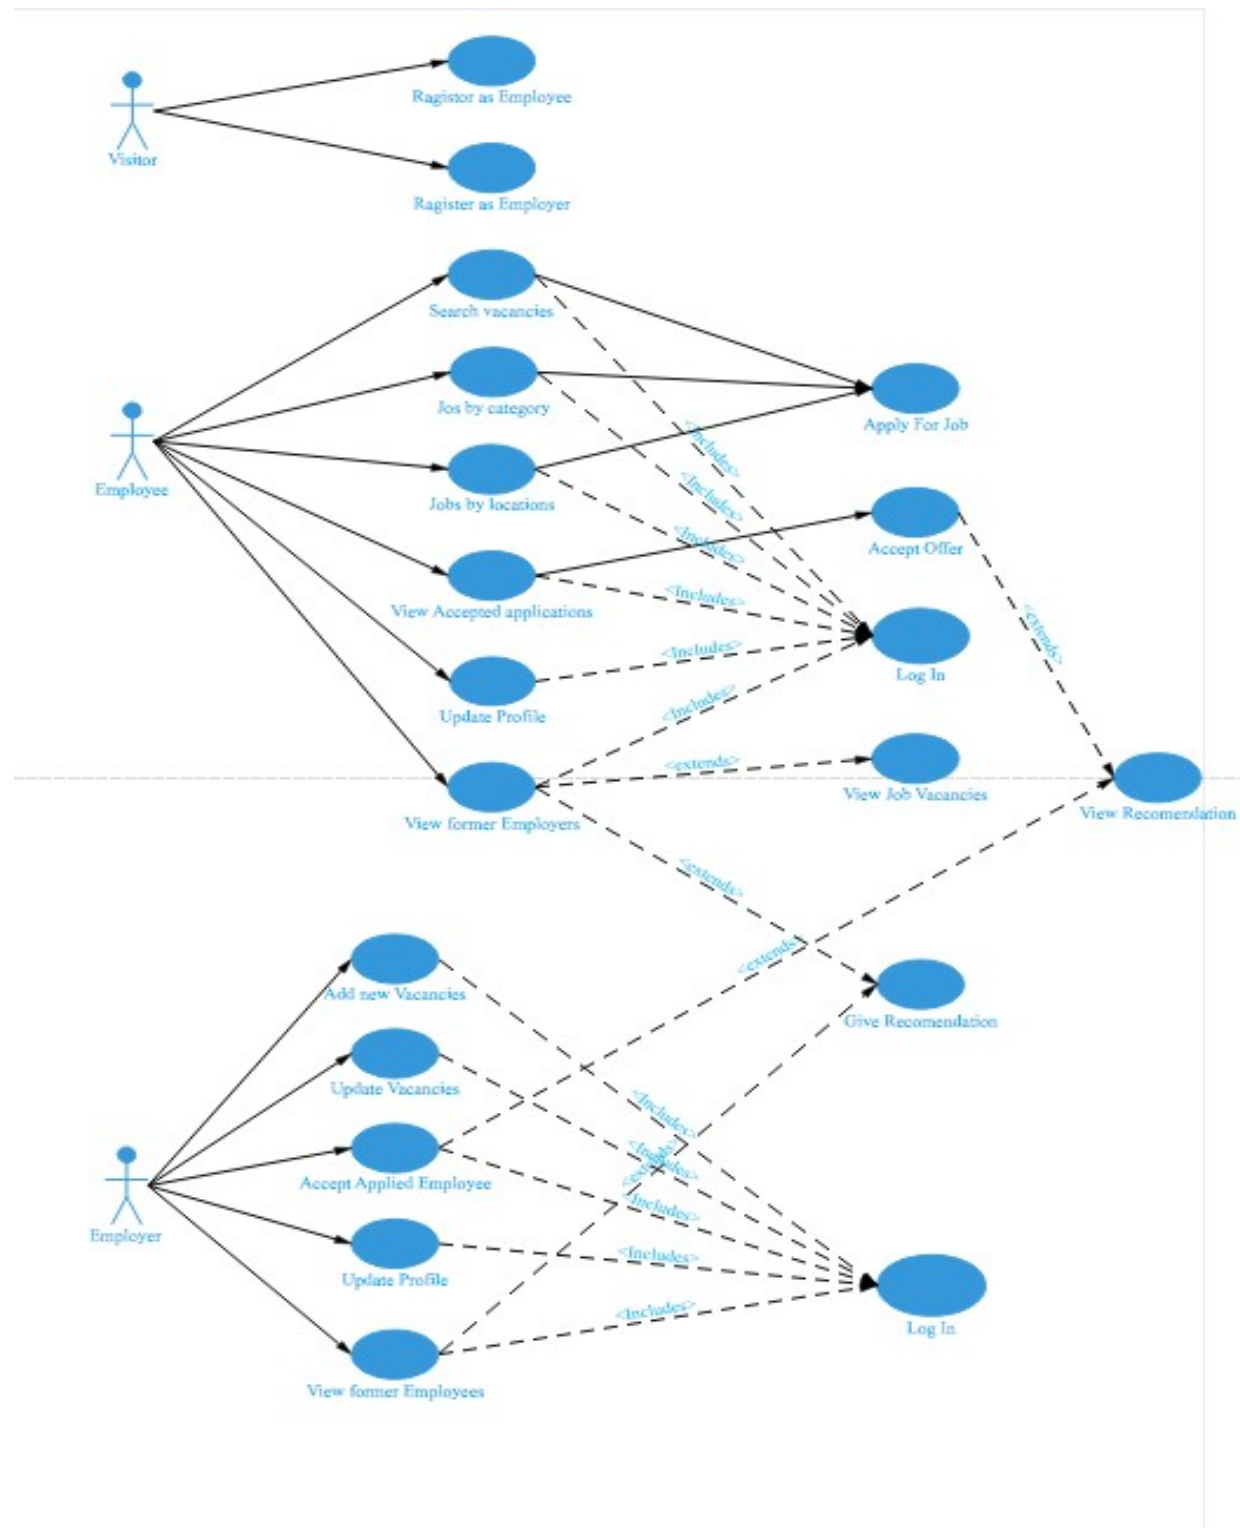 Ragistor as Employee
Visitor
Ragister as Employer
Search vacancies
Jos by category
Apply For Job
<Includes>
Employee
<Includes>
Jobs by locations
<Includes>
Accept Offer
<Includes>
View Accepted applications
<extends>
<Includes>
Log In
<Includes>
Update Profile
<extends>
View Job Vacancies
View former Employers
View Recomendation
<extends>
<extends>
Add new Vacancies
Give Recomendation
Update Vacancies
<Includes>
<Includes>
<extends>
Accept Applied Employee
<Includes>
Employer
<Includes>
Update Profile
<Includes>
Log In
View former Employees